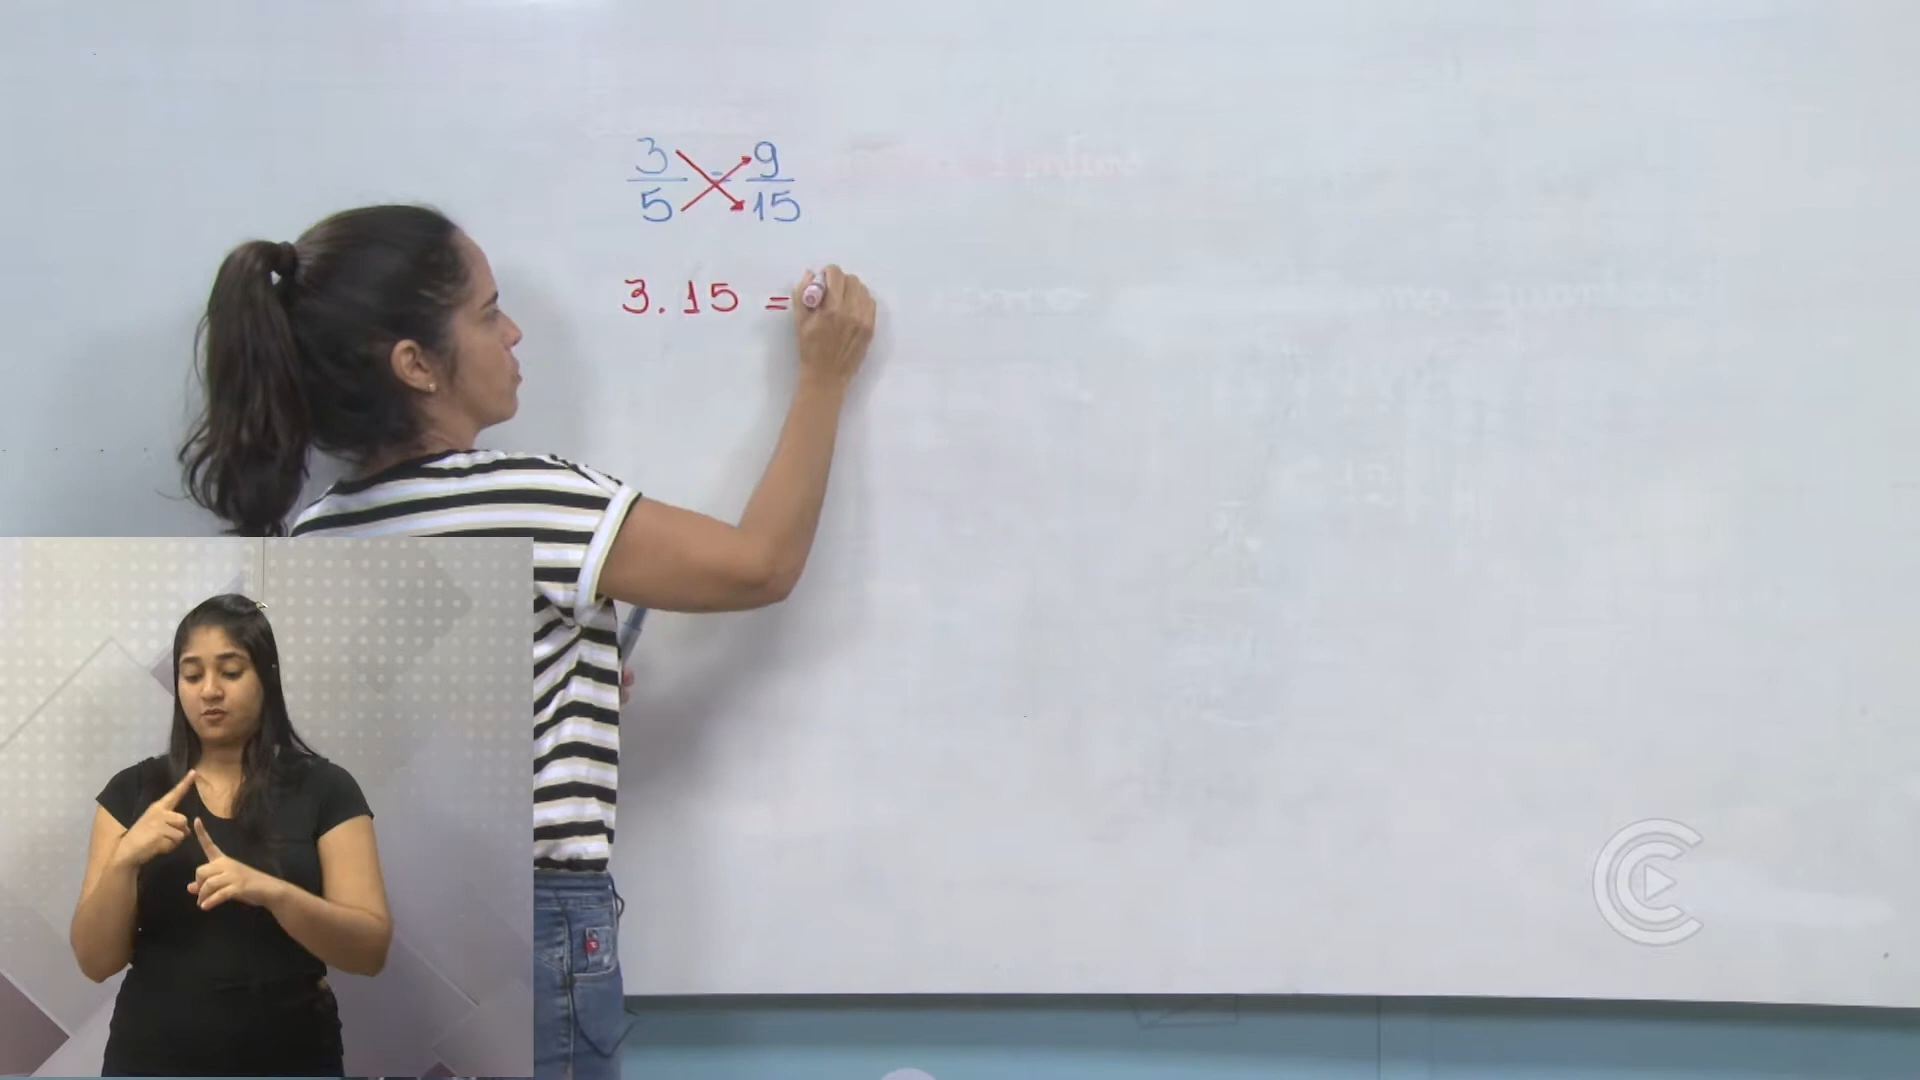 3/5 = 9/15
3. 15 =